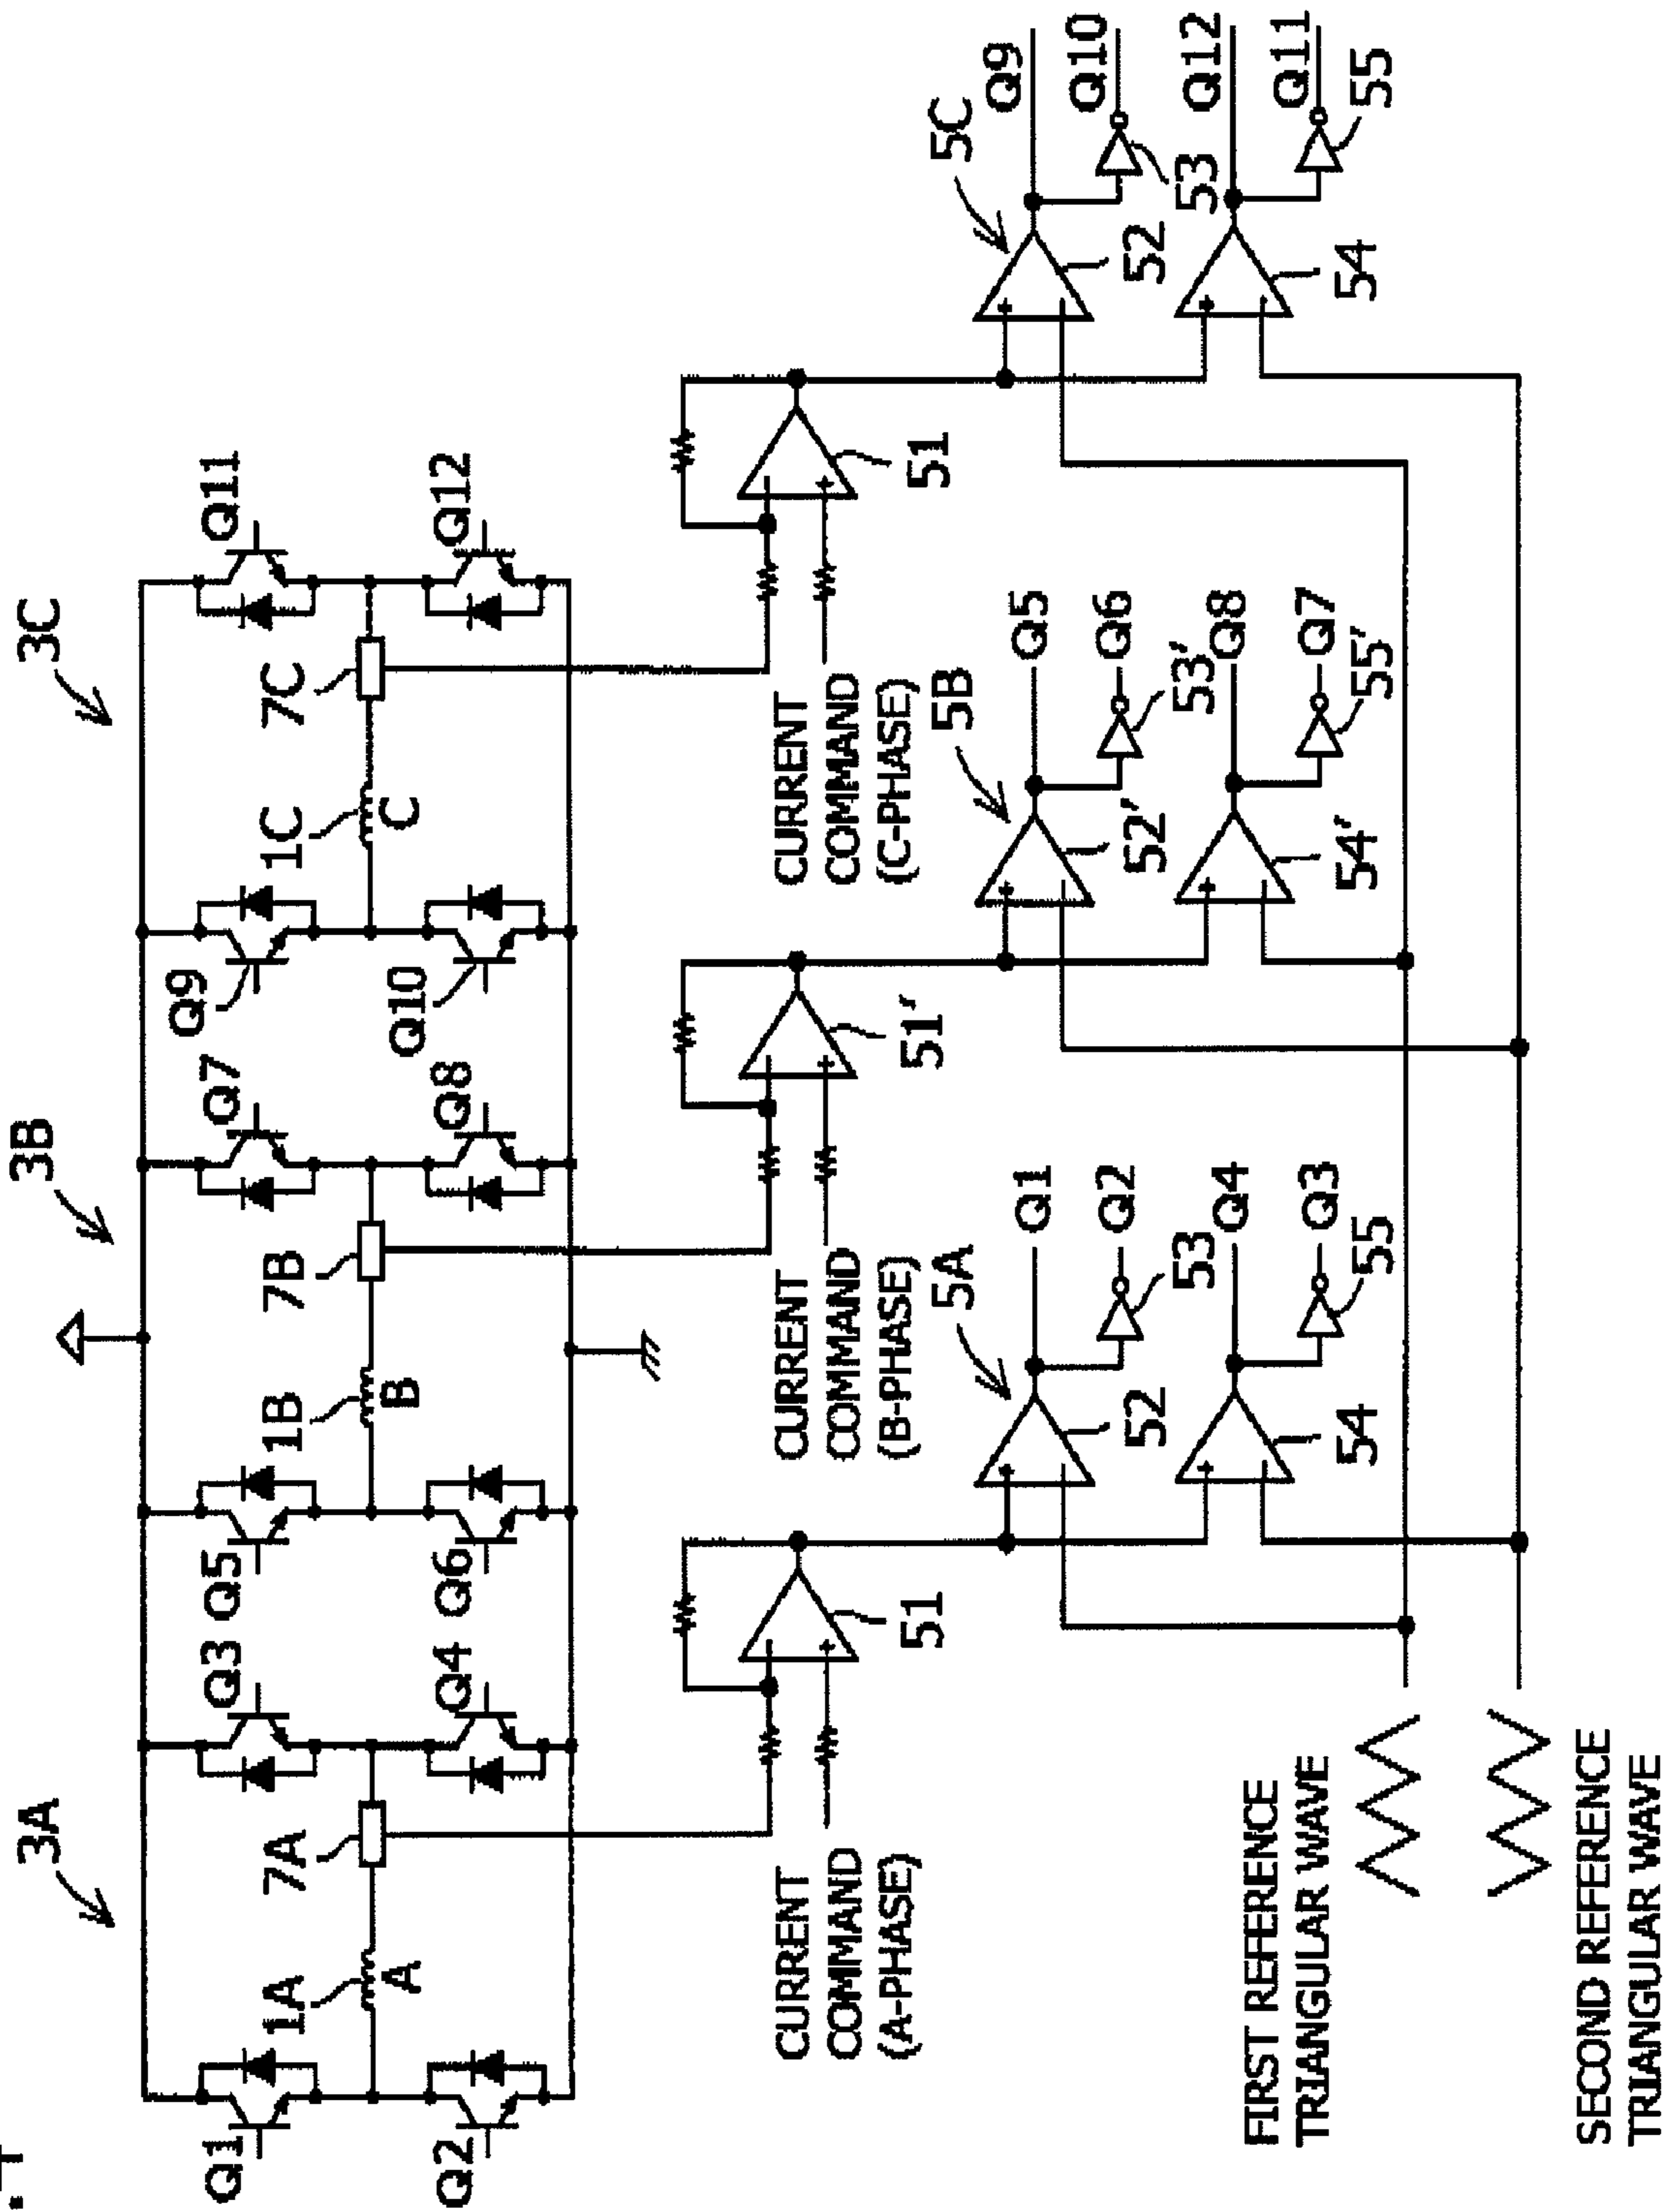 3A
3B
3C
Q1
Q3
Q5
Q7
Q9
Q11
1A
7A
1B
7B
1C
7C
A
B
C
Q2
Q4
Q6
Q8
Q10
Q12
CURRENT
COMMAND
(A-PHASE)
51
CURRENT
COMMAND
(B-PHASE)
51'
CURRENT
COMMAND
(C-PHASE)
51
5A
Q1
52
Q2
53
Q4
54
Q3
55
5B
Q5
52'
Q6
53'
Q8
54'
Q7
55'
5C
Q9
52
Q10
53
Q12
54
Q11
55
FIRST REFERENCE
TRIANGULAR WAVE
SECOND REFERENCE
TRIANGULAR WAVE